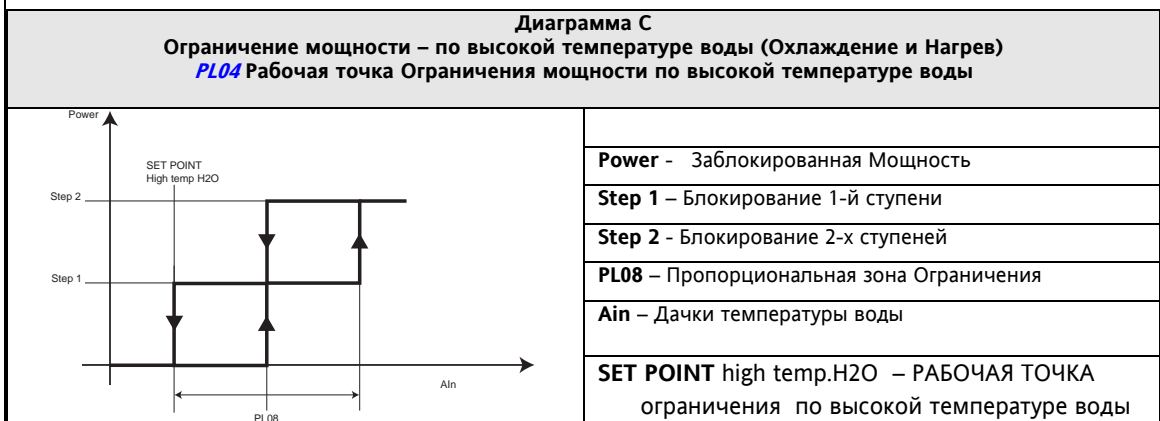 Диаграмма C
Ограничение мощности – по высокой температуре воды (Охлаждение и Нагрев)
PL04 Рабочая точка Ограничения мощности по высокой температуре воды
Power
SET POINT
High temp H2O
Step 2
Step 1
AIn
PL08
Power - Заблокированная Мощность
Step 1 – Блокирование 1-й ступени
Step 2 - Блокирование 2-х ступеней
PL08 – Пропорциональная зона Ограничения
Ain – Дачки температуры воды
SET POINT high temp.H2O – РАБОЧАЯ ТОЧКА
ограничения по высокой температуре воды